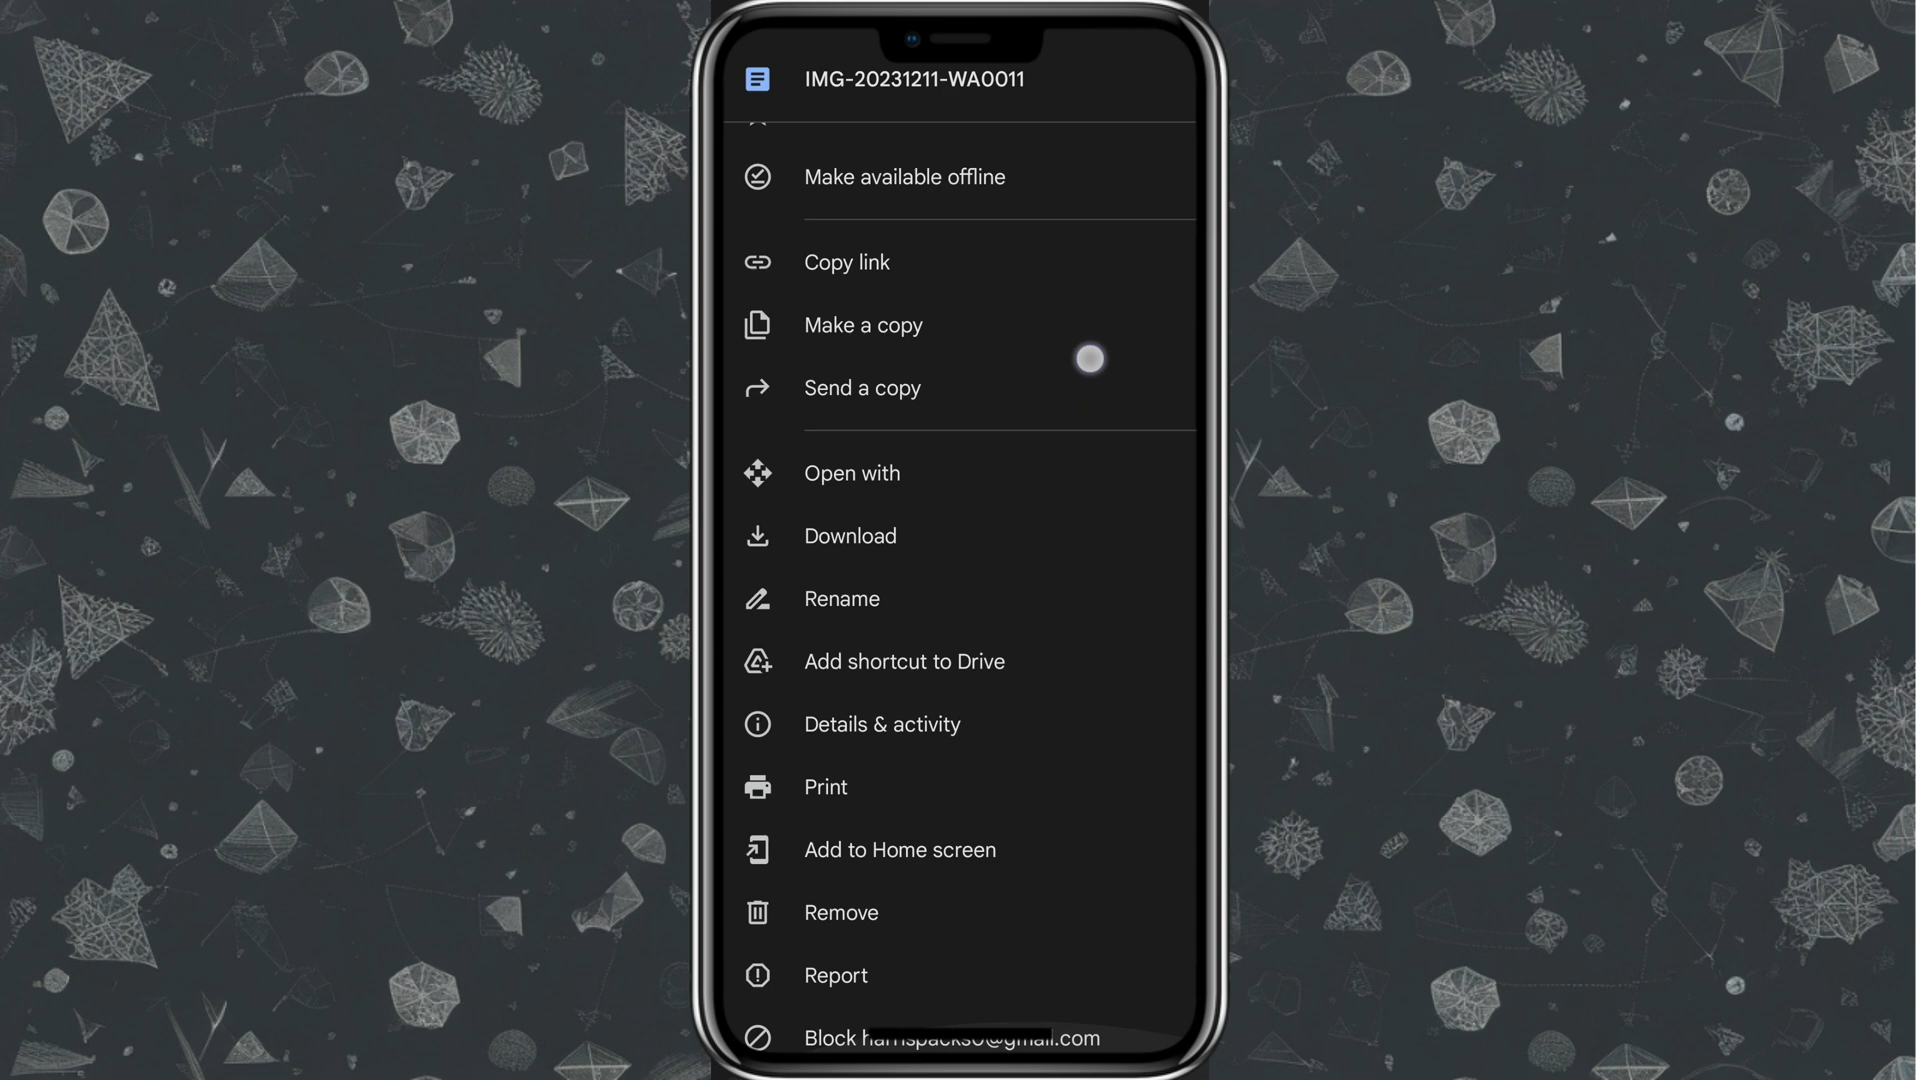 IMG-20231211-WA0011
Make available offline
Copy link
Make a copy
Send a copy
Open with
Download
Rename
Add shortcut to Drive
Details & activity
Print
Add to Home screen
Remove
Report
Block